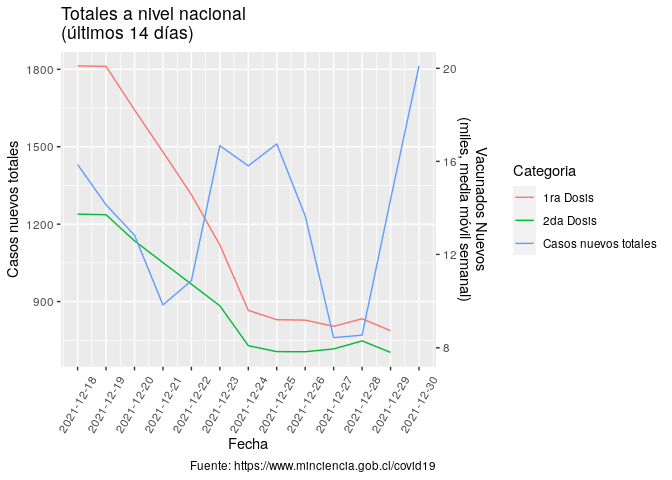 Totales a nivel nacional
(últimos 14 días)
Casos nuevos totales
1800
1500
1200
900
20
16
12
8
Vacunados Nuevos
(miles, media móvil semanal)
2021-12-18
2021-12-19
2021-12-20
2021-12-21
2021-12-22
2021-12-23
2021-12-24
2021-12-25
2021-12-26
2021-12-27
2021-12-28
2021-12-29
2021-12-30
Fecha
Categoria
1ra Dosis
2da Dosis
Casos nuevos totales
Fuente: https://www.minciencia.gob.cl/covid19